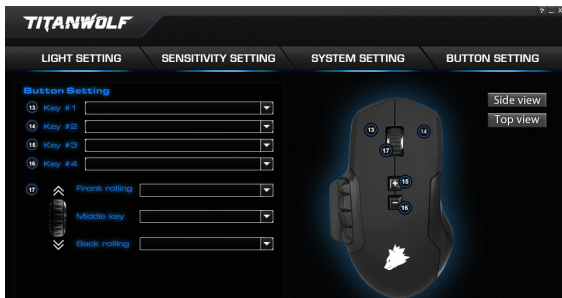 ? _ X
TITANWOLF
LIGHT SETTING SENSITIVITY SETTING SYSTEM SETTING BUTTON SETTING
Button Setting
13 Key #1
14 Key #2
15 Key #3
16 Key #4
17 Front rolling
Middle key
Back rolling
Side view
Top view
13 14
17
+ 15
- 16